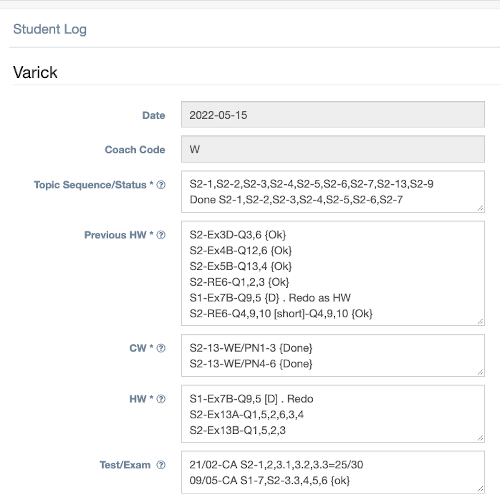 Student Log
Varick
Date
2022-05-15
Coach Code
W
Topic Sequence/Status *
S2-1,S2-2,S2-3,S2-4,S2-5,S2-6,S2-7,S2-13,S2-9
Done S2-1,S2-2,S2-3,S2-4,S2-5,S2-6,S2-7
Previous HW *
S2-Ex3D-Q3,6 {Ok}
S2-Ex4B-Q12,6 {Ok}
S2-Ex5B-Q13,4 {Ok}
S2-RE6-Q1,2,3 {Ok}
S1-Ex7B-Q9,5 {D} . Redo as HW
S2-RE6-Q4,9,10 [short]-Q4,9,10 {Ok}
CW *
S2-13-WE/PN1-3 {Done}
S2-13-WE/PN4-6 {Done}
HW *
S1-Ex7B-Q9,5 [D] . Redo
S2-Ex13A-Q1,5,2,6,3,4
S2-Ex13B-Q1,5,2,3
Test/Exam
21/02-CA S2-1,2,3.1,3.2,3.3=25/30
09/05-CA S1-7,S2-3.3,4,5,6 {ok}